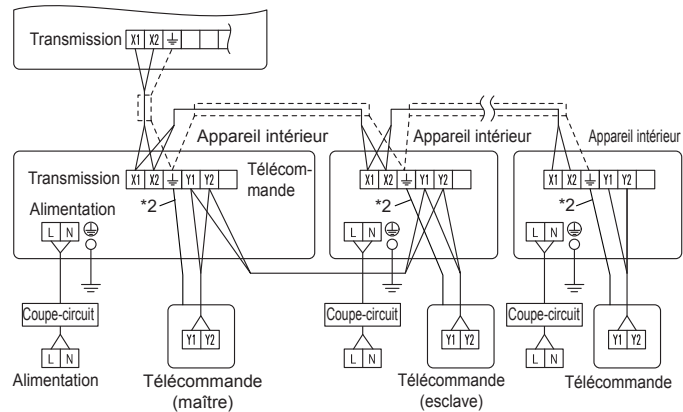 Transmission X1 X2
Appareil intérieur Appareil intérieur Appareil intérieur
Transmission X1 X2 Y1 Y2 Télécom-
mande
X1 X2 Y1 Y2
X1 X2 Y1 Y2
*2 *2 *2
Alimentation
L N L N L N
Coupe-circuit Coupe-circuit Coupe-circuit
Y1 Y2 Y1 Y2 Y1 Y2
L N L N L N
Alimentation
Télécommande
(maître)
Télécommande
(esclave)
Télécommande